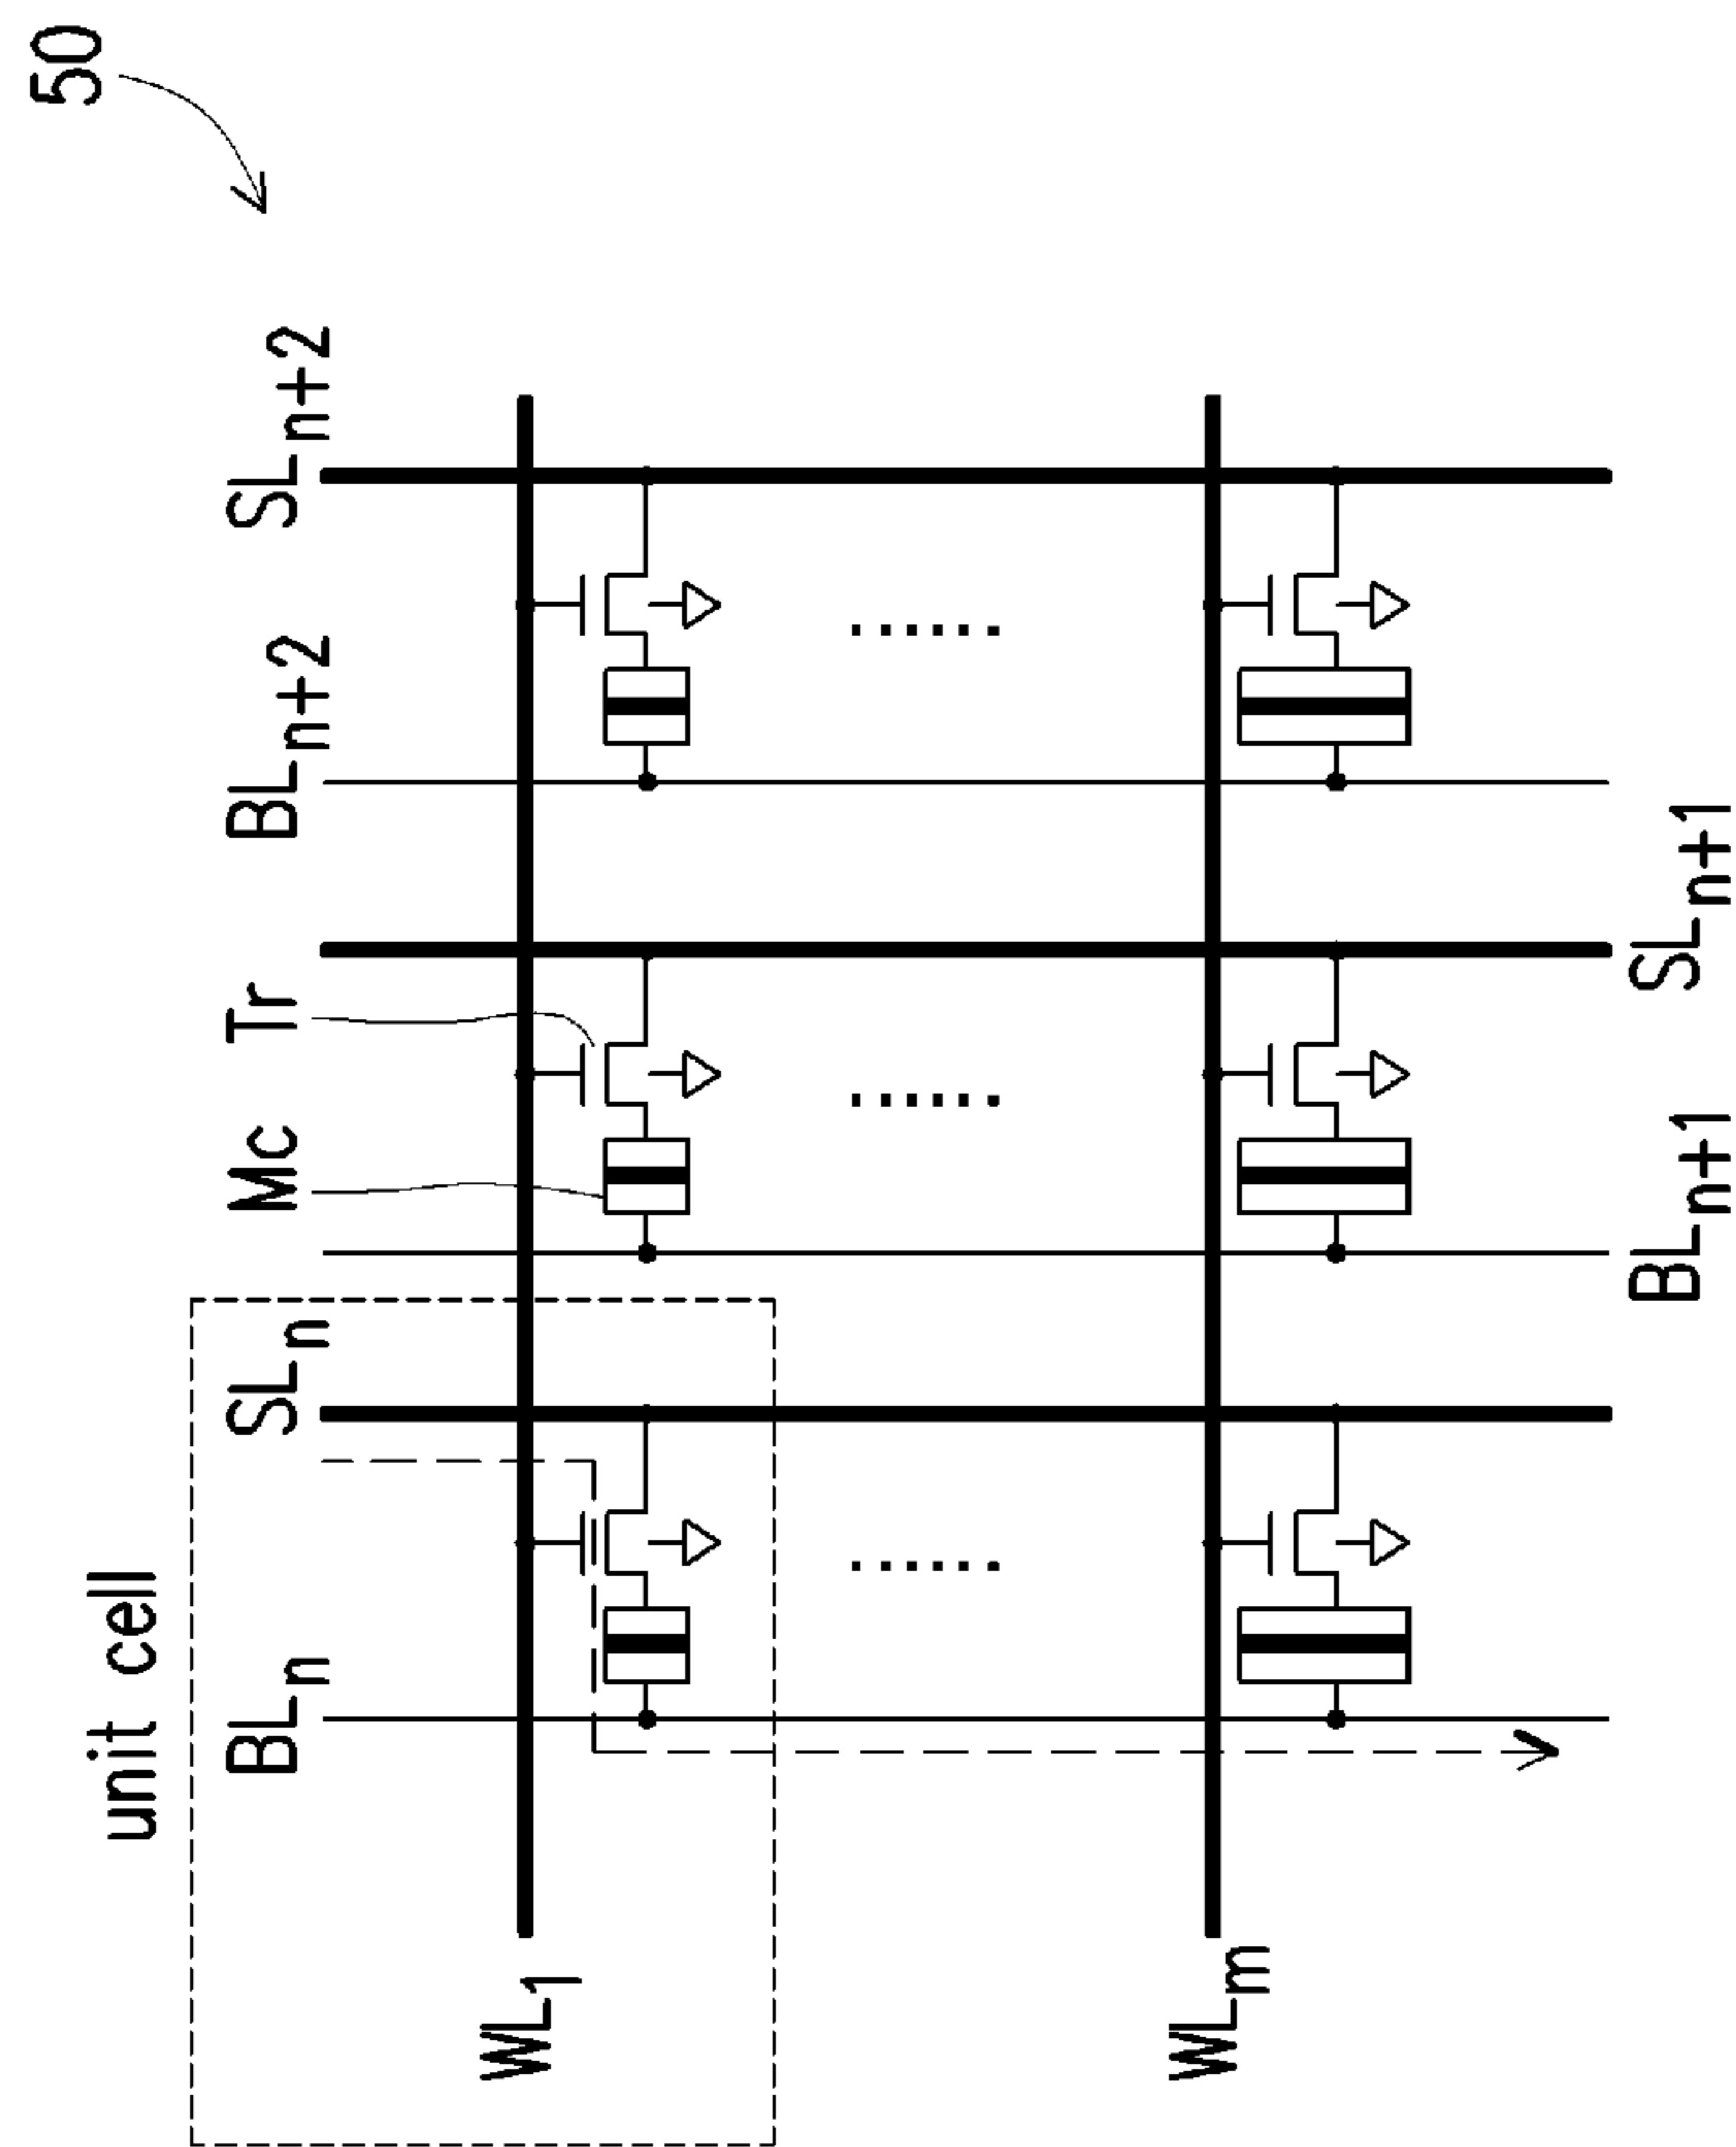 50
unit cell
BLₙ SLₙ Mc Tr BLₙ₊₂ SLₙ₊₂
WL₁
......
......
......
WLₘ
BLₙ₊₁ SLₙ₊₁